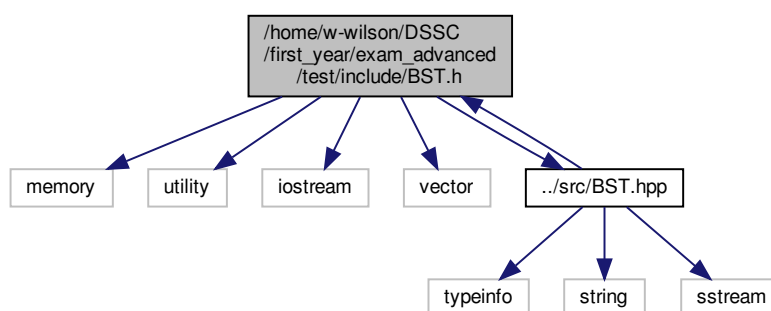 /home/w-wilson/DSSC
/first_year/exam_advanced
/test/include/BST.h
memory
utility
iostream
vector
../src/BST.hpp
typeinfo
string
sstream